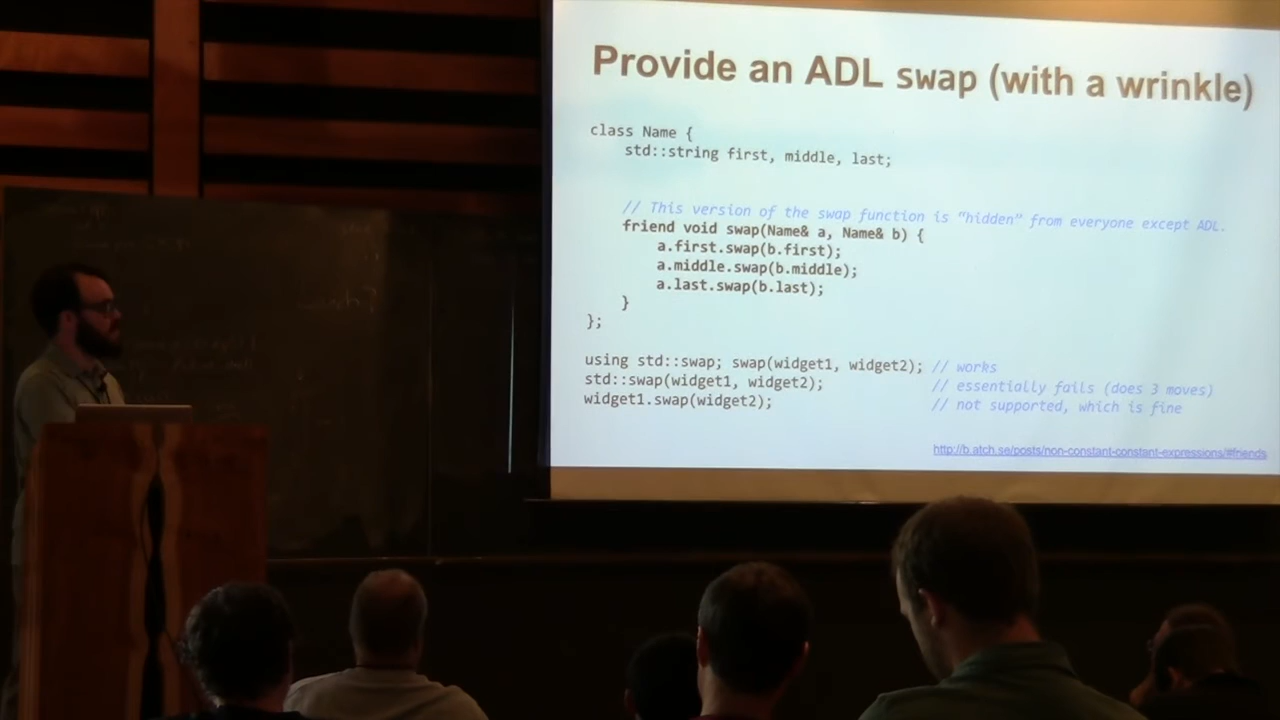 Provide an ADL swap (with a wrinkle)
class Name {
std::string first, middle, last;
// This version of the swap function is "hidden" from everyone except ADL.
friend void swap(Name& a, Name& b) {
a.first.swap(b.first);
a.middle.swap(b.middle);
a.last.swap(b.last);
}
};
using std::swap; swap(widget1, widget2); // works
std::swap(widget1, widget2); // essentially fails (does 3 moves)
widget1.swap(widget2); // not supported, which is fine
http://b.atch.se/posts/non-constant-constant-expressions/#friends